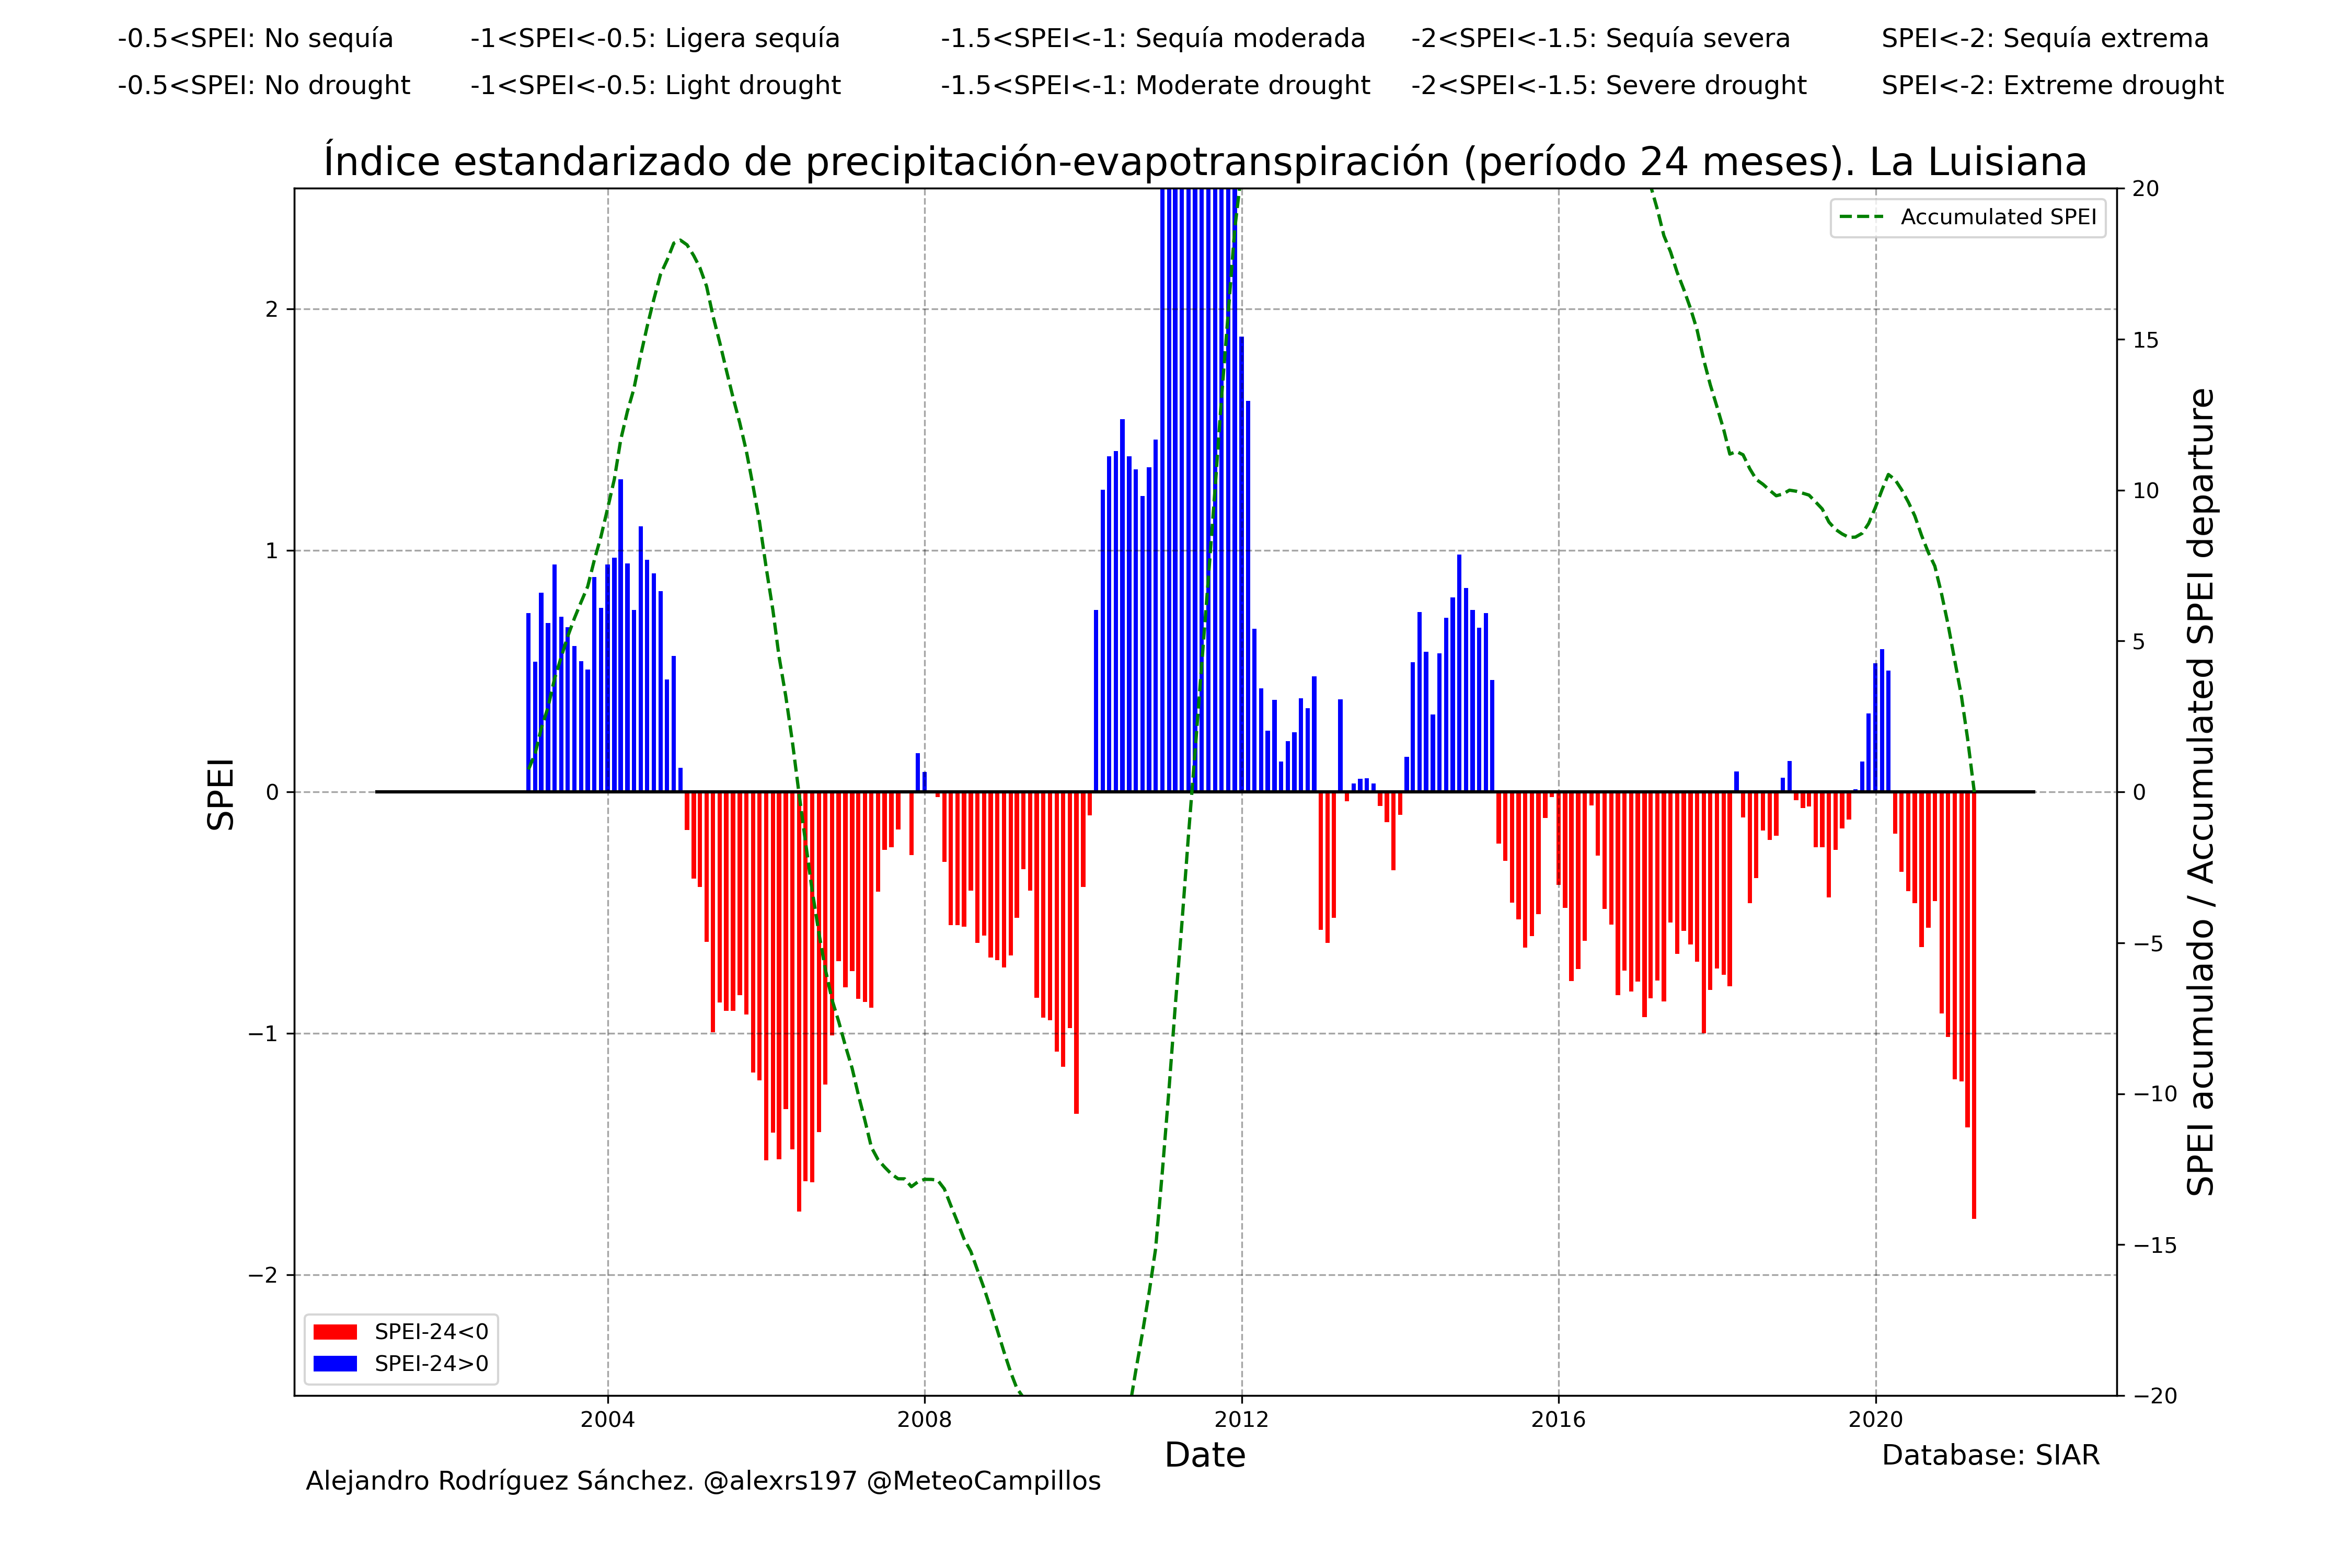 -0.5<SPEI: No sequía -1<SPEI<-0.5: Ligera sequía -1.5<SPEI<-1: Sequía moderada -2<SPEI<-1.5: Sequía severa SPEI<-2: Sequía extrema
-0.5<SPEI: No drought -1<SPEI<-0.5: Light drought -1.5<SPEI<-1: Moderate drought -2<SPEI<-1.5: Severe drought SPEI<-2: Extreme drought
Índice estandarizado de precipitación-evapotranspiración (período 24 meses). La Luisiana
Accumulated SPEI
SPEI
2
1
0
−1
−2
20
15
10
5
0
−5
−10
−15
−20
SPEI acumulado / Accumulated SPEI departure
SPEI-24<0
SPEI-24>0
2004 2008 2012 2016 2020
Date
Database: SIAR
Alejandro Rodríguez Sánchez. @alexrs197 @MeteoCampillos